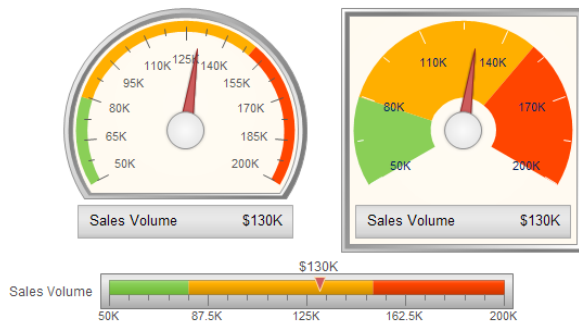 125K
110K
140K
95K
155K
80K
170K
65K
185K
50K
200K
Sales Volume $130K
110K
140K
80K
170K
50K
200K
Sales Volume $130K
$130K
Sales Volume
50K 87.5K 125K 162.5K 200K